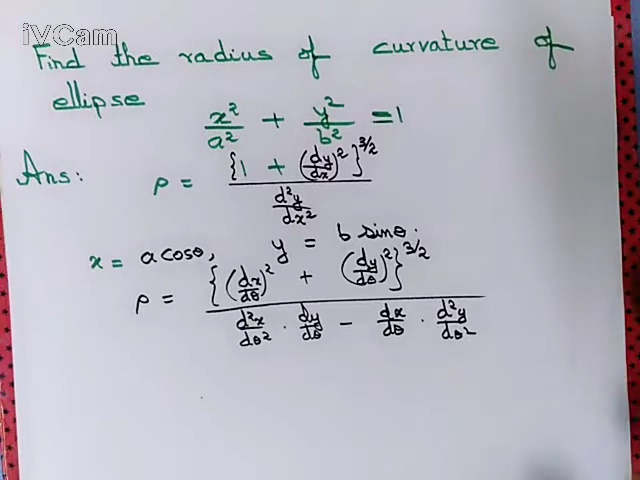 iVCam
Find the radius of curvature of
ellipse
x²/a² + y²/b² = 1
Ans: ρ = {1 + (dy/dx)²}^3/2 / d²y/dx²
x = a cosθ, y = b sinθ.
ρ = {(dx/dθ)² + (dy/dθ)²}^3/2 / d²x/dθ² · dy/dθ − dx/dθ · d²y/dθ²